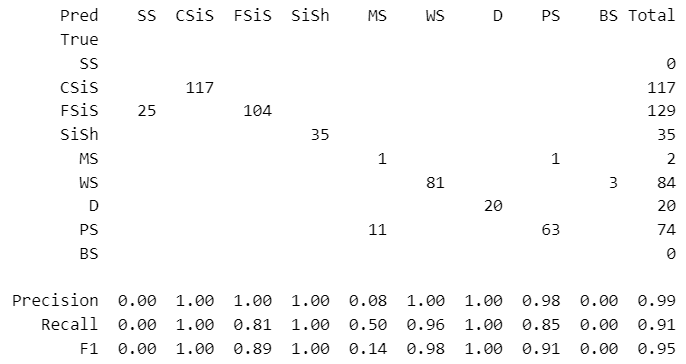 Pred SS CSiS FSiS SiSh MS WS D PS BS Total
True
SS 0
CSiS 117 117
FSiS 25 104 129
SiSh 35 35
MS 1 1 2
WS 81 3 84
D 20 20
PS 11 63 74
BS 0
Precision 0.00 1.00 1.00 1.00 0.08 1.00 1.00 0.98 0.00 0.99
Recall 0.00 1.00 0.81 1.00 0.50 0.96 1.00 0.85 0.00 0.91
F1 0.00 1.00 0.89 1.00 0.14 0.98 1.00 0.91 0.00 0.95